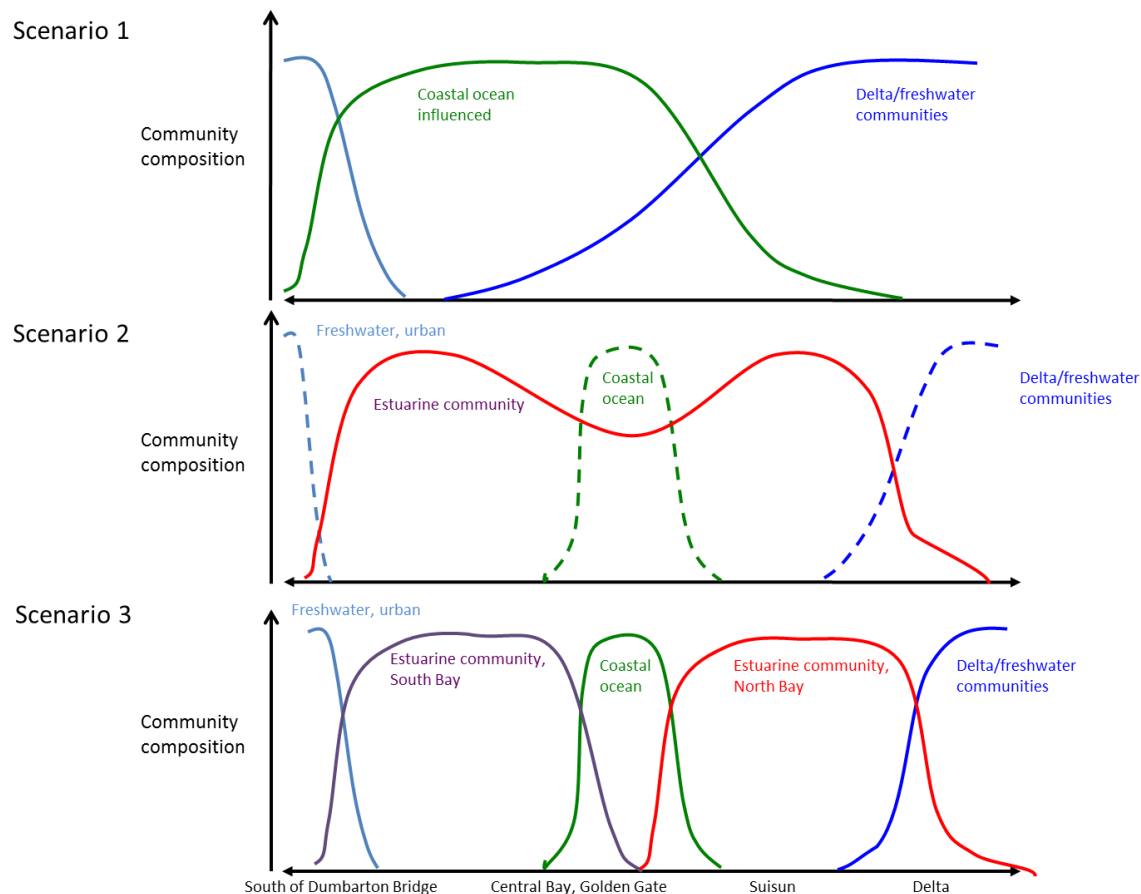 Scenario 1
Community
composition
Coastal ocean
influenced
Delta/freshwater
communities
Scenario 2
Freshwater, urban
Community
composition
Estuarine community
Coastal
ocean
Delta/freshwater
communities
Scenario 3
Freshwater, urban
Community
composition
Estuarine community,
South Bay
Coastal
ocean
Estuarine community,
North Bay
Delta/freshwater
communities
South of Dumbarton Bridge
Central Bay, Golden Gate
Suisun
Delta